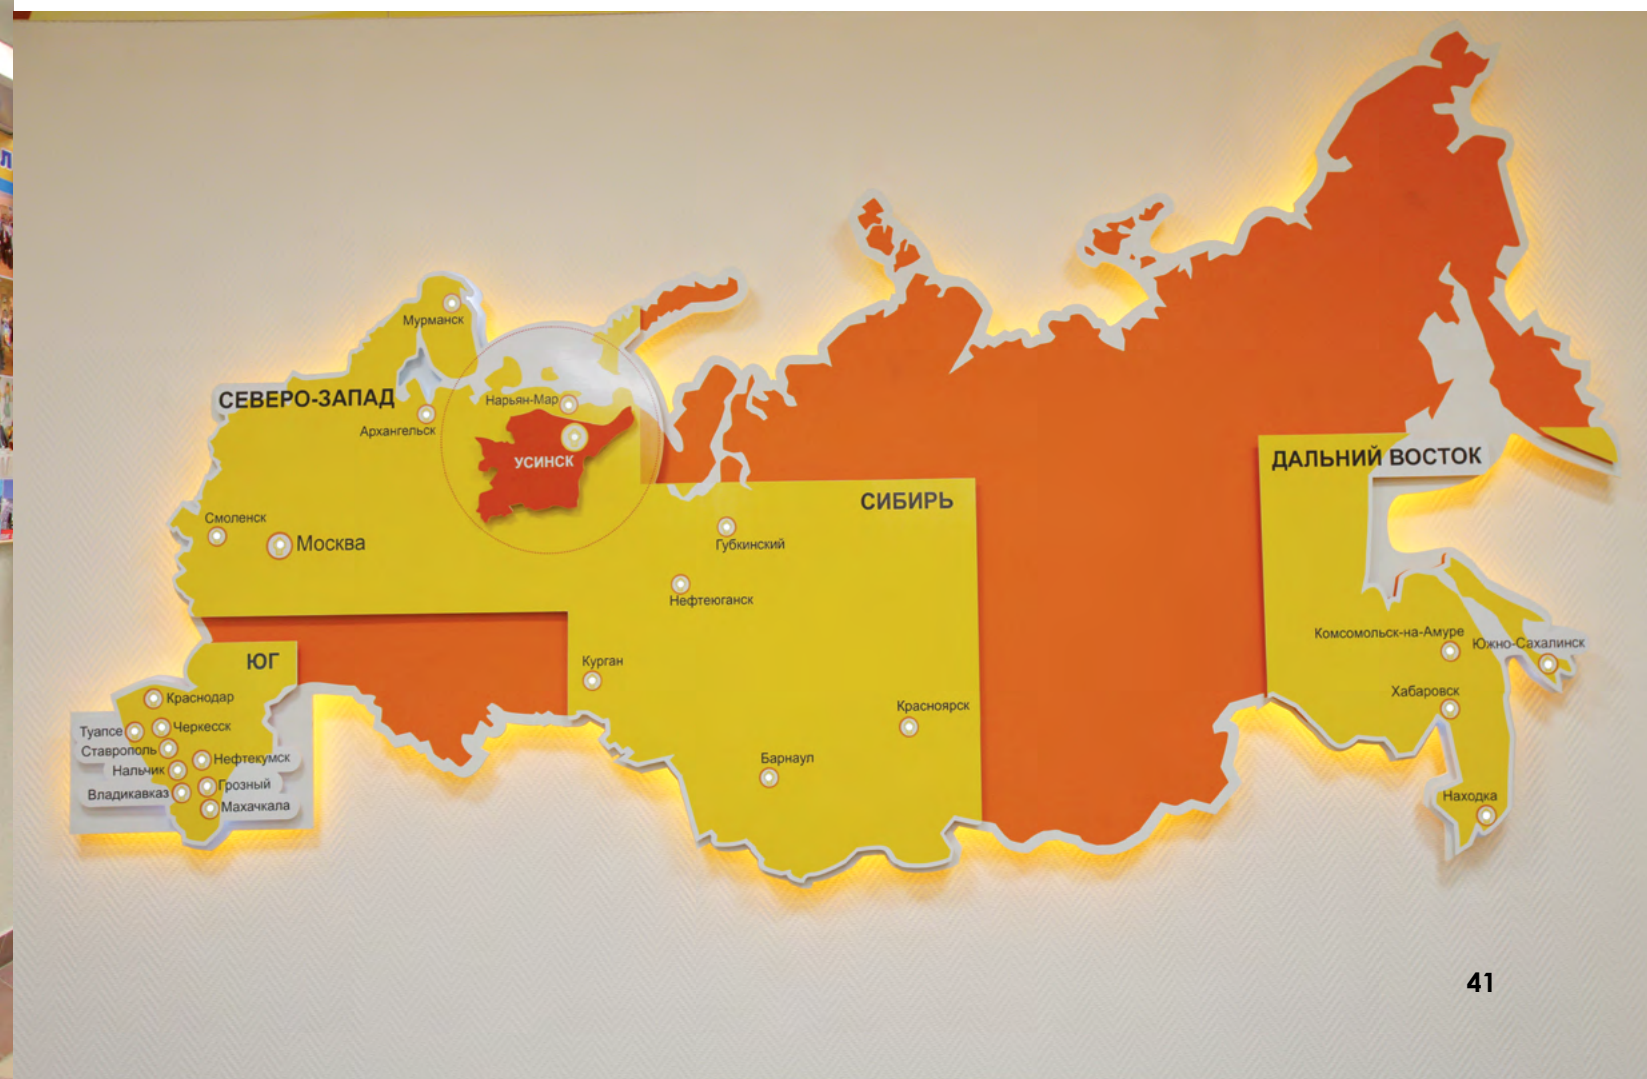 Мурманск
СЕВЕРО-ЗАПАД
Нарьян-Мар
Архангельск
УСИНСК
Смоленск
Москва
СИБИРЬ
Губкинский
Нефтеюганск
Курган
Красноярск
Барнаул
ДАЛЬНИЙ ВОСТОК
Комсомольск-на-Амуре
Южно-Сахалинск
Хабаровск
Находка
ЮГ
Краснодар
Туапсе
Черкесск
Ставрополь
Нефтекумск
Нальчик
Грозный
Владикавказ
Махачкала
41